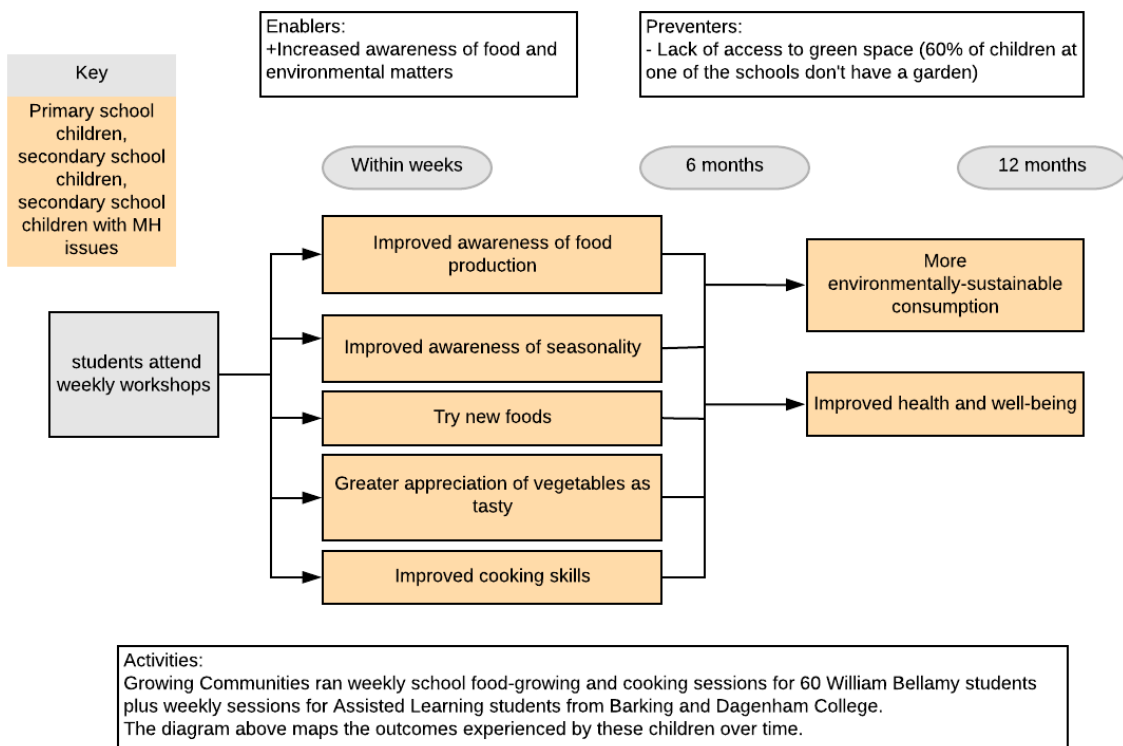 Enablers:
+Increased awareness of food and
environmental matters
Preventers:
- Lack of access to green space (60% of children at
one of the schools don't have a garden)
Key
Primary school
children,
secondary school
children,
secondary school
children with MH
issues
Within weeks
6 months
12 months
students attend
weekly workshops
Improved awareness of food
production
Improved awareness of seasonality
Try new foods
Greater appreciation of vegetables as
tasty
Improved cooking skills
More
environmentally-sustainable
consumption
Improved health and well-being
Activities:
Growing Communities ran weekly school food-growing and cooking sessions for 60 William Bellamy students
plus weekly sessions for Assisted Learning students from Barking and Dagenham College.
The diagram above maps the outcomes experienced by these children over time.